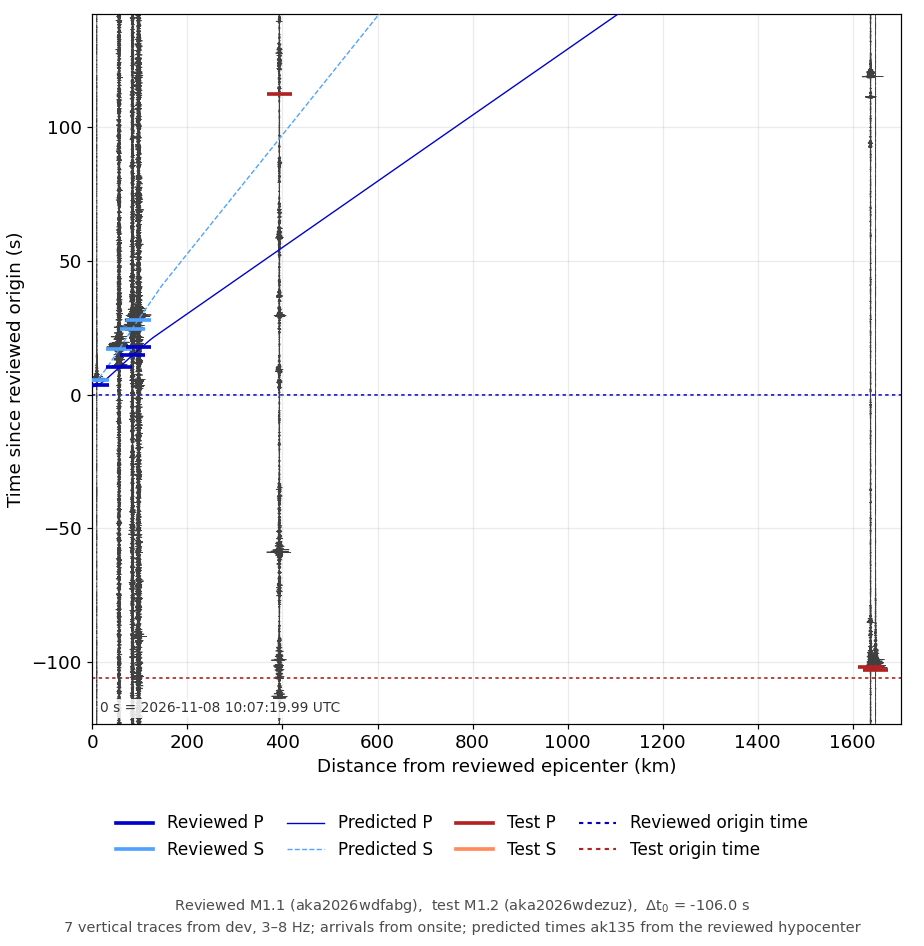 100
50
0
−50
−100
Time since reviewed origin (s)
0 s = 2026-11-08 10:07:19.99 UTC
0 200 400 600 800 1000 1200 1400 1600
Distance from reviewed epicenter (km)
Reviewed P Predicted P Test P Reviewed origin time
Reviewed S Predicted S Test S Test origin time
Reviewed M1.1 (aka2026wdfabg), test M1.2 (aka2026wdezuz), Δt₀ = -106.0 s
7 vertical traces from dev, 3–8 Hz; arrivals from onsite; predicted times ak135 from the reviewed hypocenter